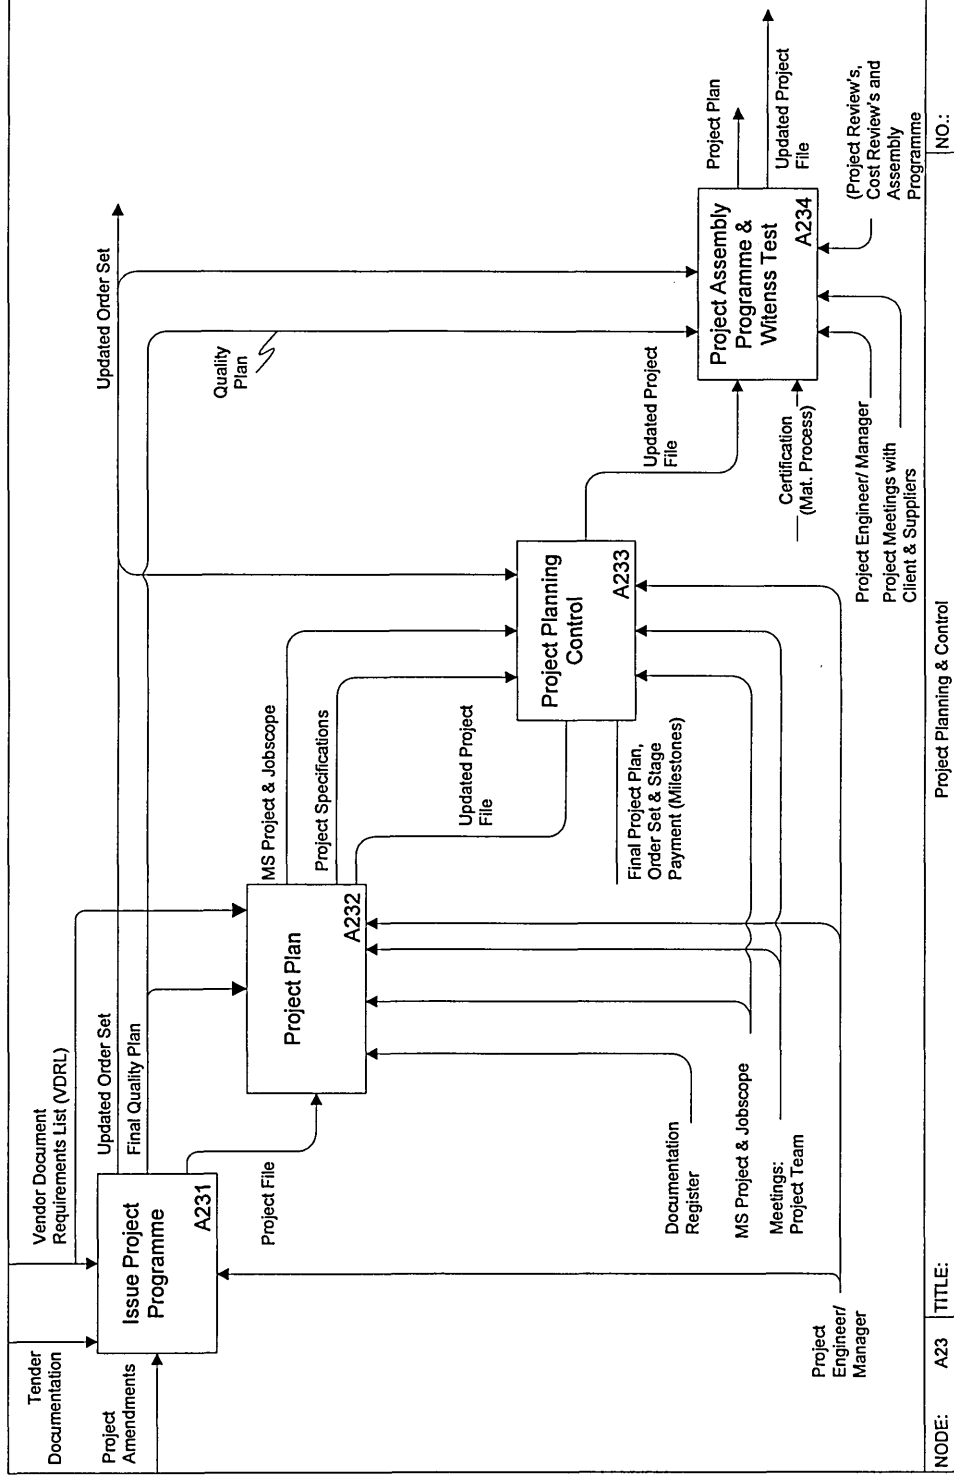 Tender
Documentation
Project
Amendments
Vendor Document
Requirements List (VDRL)
Issue Project
Programme
A231
Updated Order Set
Final Quality Plan
Project File
Project Plan
A232
MS Project & Jobscope
Project Specifications
Updated Project
File
Updated Order Set
Quality
Plan
Project Planning
Control
A233
Final Project Plan,
Order Set & Stage
Payment (Milestones)
Updated Project
File
Project Assembly
Programme &
Witenss Test
A234
Project Plan
Updated Project
File
Certification
(Mat. Process)
Project Engineer/ Manager
Project Meetings with
Client & Suppliers
(Project Review's,
Cost Review's and
Assembly
Programme
Documentation
Register
MS Project & Jobscope
Meetings:
Project Team
Project
Engineer/
Manager
NODE: A23 TITLE: Project Planning & Control NO.: